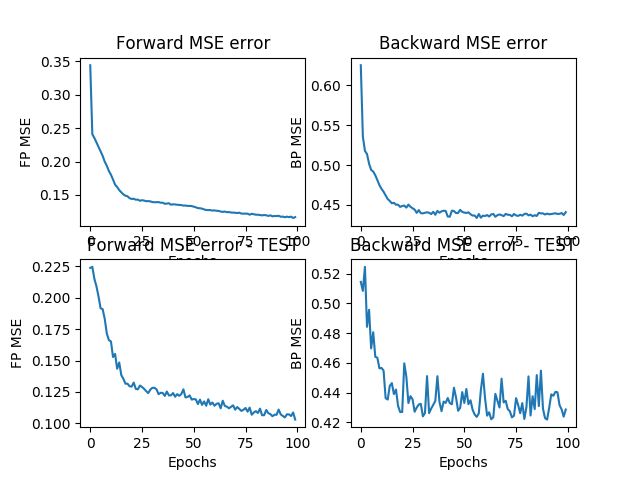 Forward MSE error
Backward MSE error
0.35
0.30
0.25
0.20
0.15
FP MSE
0 25 50 75 100
Epochs
0.60
0.55
0.50
0.45
BP MSE
0 25 50 75 100
Epochs
Forward MSE error - TEST
Backward MSE error - TEST
0.225
0.200
0.175
0.150
0.125
0.100
FP MSE
0 25 50 75 100
Epochs
0.52
0.50
0.48
0.46
0.44
0.42
BP MSE
0 25 50 75 100
Epochs